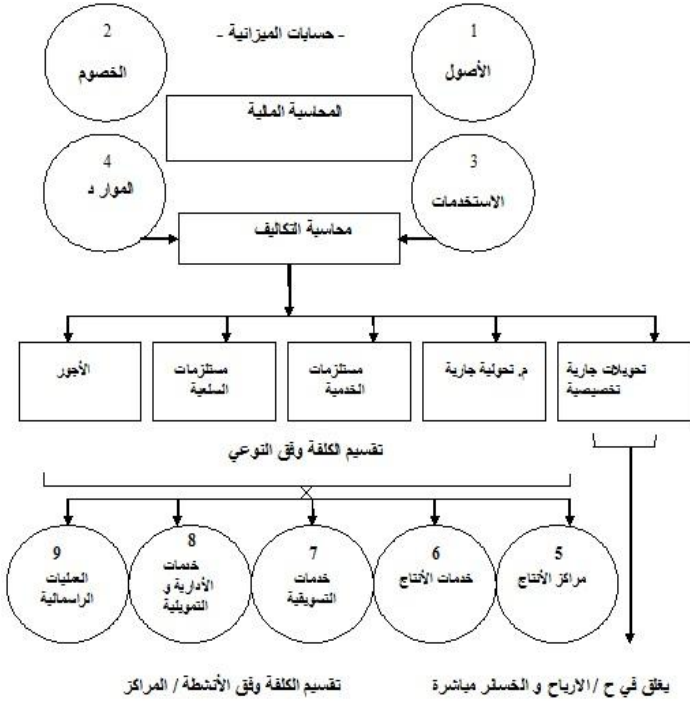 1
الأصول
- حسابات الميزانية -
2
الخصوم
المحاسبة المالية
3
الاستخدمات
4
الموار د
محاسبة التكاليف
تحويلات جارية
تخصيصية
م. تحولية جارية
مستلزمات
الخدمية
مستلزمات
السلعية
الأجور
تقسيم الكلفة وفق النوعي
5
مراكز الأنتاج
6
خدمات الأنتاج
7
خدمات
التسويقية
8
خدمات
الأدارية و
التمويلية
9
العمليات
الراسمالية
يغلق في ح / الارباح و الخسائر مباشرة
تقسيم الكلفة وفق الأنشطة / المراكز